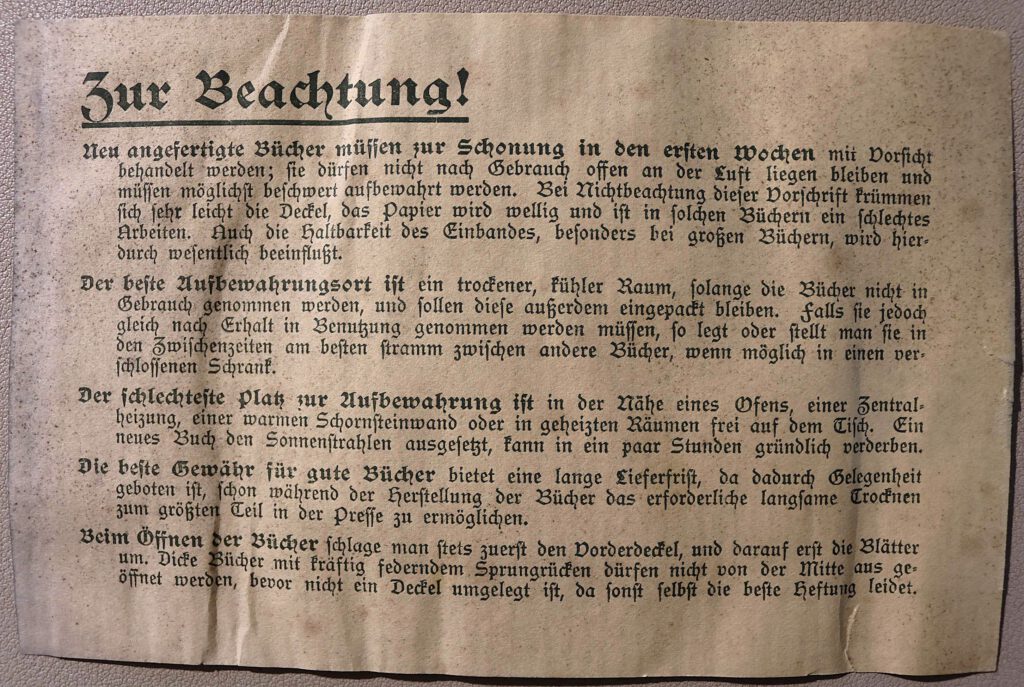 Zur Beachtung!
Neu angefertigte Bücher müssen zur Schonung in den ersten Wochen mit Vorsicht
behandelt werden; sie dürfen nicht nach Gebrauch offen an der Luft liegen bleiben und
müssen möglichst beschwert aufbewahrt werden. Bei Nichtbeachtung dieser Vorschrift krümmen
sich sehr leicht die Deckel, das Papier wird wellig und ist in solchen Büchern ein schlechtes
Arbeiten. Auch die Haltbarkeit des Einbandes, besonders bei großen Büchern, wird hier-
durch wesentlich beeinflußt.
Der beste Aufbewahrungsort ist ein trockener, kühler Raum, solange die Bücher nicht in
Gebrauch genommen werden, und sollen diese außerdem eingepackt bleiben. Falls sie jedoch
gleich nach Erhalt in Benutzung genommen werden müssen, so legt oder stellt man sie in
den Zwischenzeiten am besten stramm zwischen andere Bücher, wenn möglich in einen ver-
schlossenen Schrank.
Der schlechteste Platz zur Aufbewahrung ist in der Nähe eines Ofens, einer Zentral-
heizung, einer warmen Schornsteinwand oder in geheizten Räumen frei auf dem Tisch. Ein
neues Buch den Sonnenstrahlen ausgesetzt, kann in ein paar Stunden gründlich verderben.
Die beste Gewähr für gute Bücher bietet eine lange Lieferfrist, da dadurch Gelegenheit
geboten ist, schon während der Herstellung der Bücher das erforderliche langsame Trocknen
zum größten Teil in der Presse zu ermöglichen.
Beim Öffnen der Bücher schlage man stets zuerst den Vorderdeckel, und darauf erst die Blätter
um. Dicke Bücher mit kräftig federndem Sprungrücken dürfen nicht von der Mitte aus ge-
öffnet werden, bevor nicht ein Deckel umgelegt ist, da sonst selbst die beste Heftung leidet.